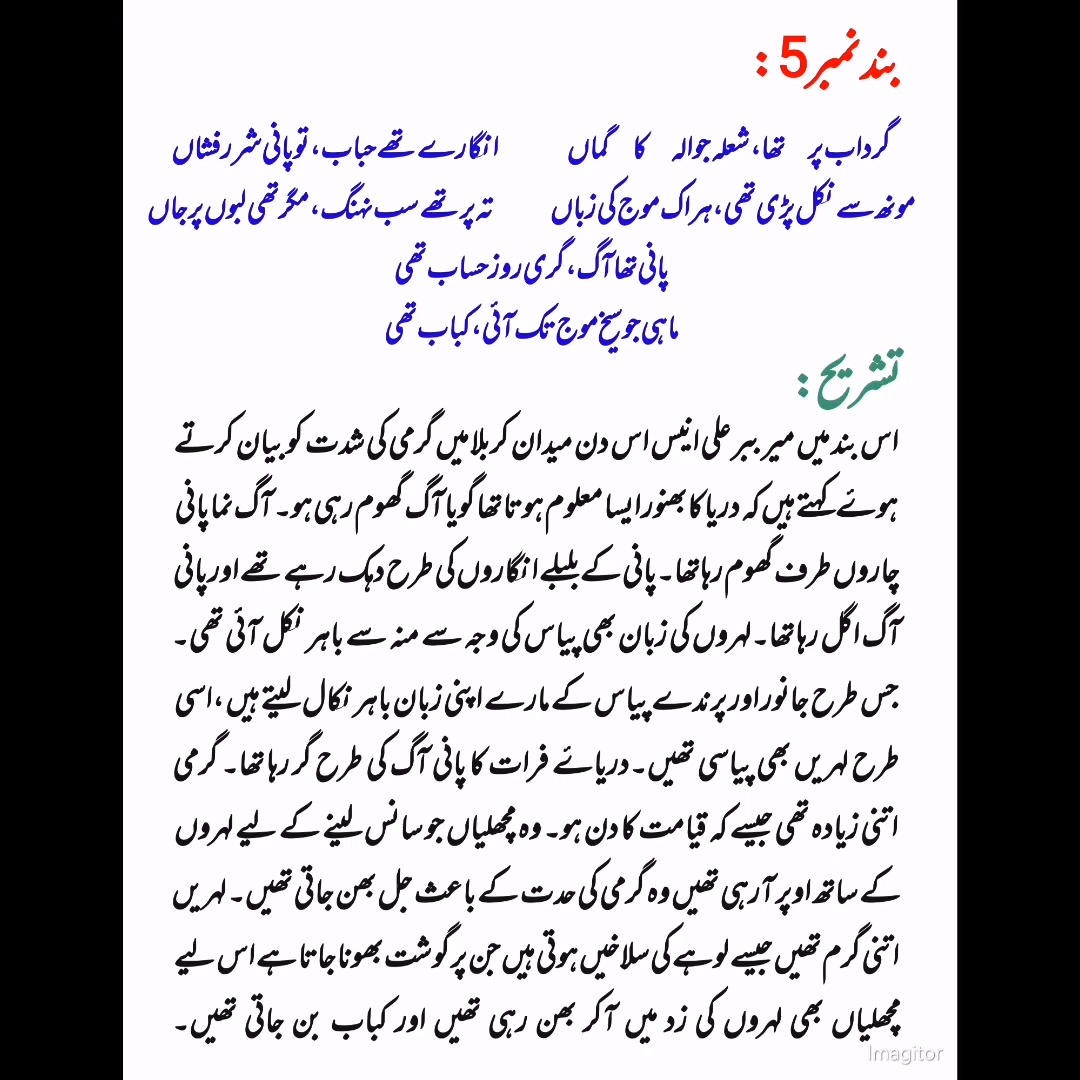 بند نمبر 5 :
گرداب پر تھا، شعلہ جوالہ کا گماں انگارے تھے حباب، تو پانی شرر فشاں
مونھ سے نکل پڑی تھی، ہر اک موج کی زباں تہ پر تھے سب نہنگ، مگر تھی لبوں پر جاں
پانی تھا آگ، گری روز حساب تھی
ماہی جو سیخ موج تک آئی، کباب تھی
تشریح :
اس بند میں میر ببر علی انیس اس دن میدان کربلا میں گرمی کی شدت کو بیان کرتے
ہوئے کہتے ہیں کہ دریا کا بھنور ایسا معلوم ہوتا تھا گویا آگ گھوم رہی ہو۔ آگ نما پانی
چاروں طرف گھوم رہا تھا۔ پانی کے بلبلے انگاروں کی طرح دہک رہے تھے اور پانی
آگ اگل رہا تھا۔ لہروں کی زبان بھی پیاس کی وجہ سے منہ سے باہر نکل آئی تھی۔
جس طرح جانور اور پرندے پیاس کے مارے اپنی زبان باہر نکال لیتے ہیں، اسی
طرح لہریں بھی پیاسی تھیں۔ دریائے فرات کا پانی آگ کی طرح گر رہا تھا۔ گرمی
اتنی زیادہ تھی جیسے کہ قیامت کا دن ہو۔ وہ مچھلیاں جو سانس لینے کے لیے لہروں
کے ساتھ اوپر آ رہی تھیں وہ گرمی کی حدت کے باعث جل بھن جاتی تھیں۔ لہریں
اتنی گرم تھیں جیسے لوہے کی سلاخیں ہوتی ہیں جن پر گوشت بھونا جاتا ہے اس لیے
مچھلیاں بھی لہروں کی زد میں آ کر بھن رہی تھیں اور کباب بن جاتی تھیں۔
Imagitor